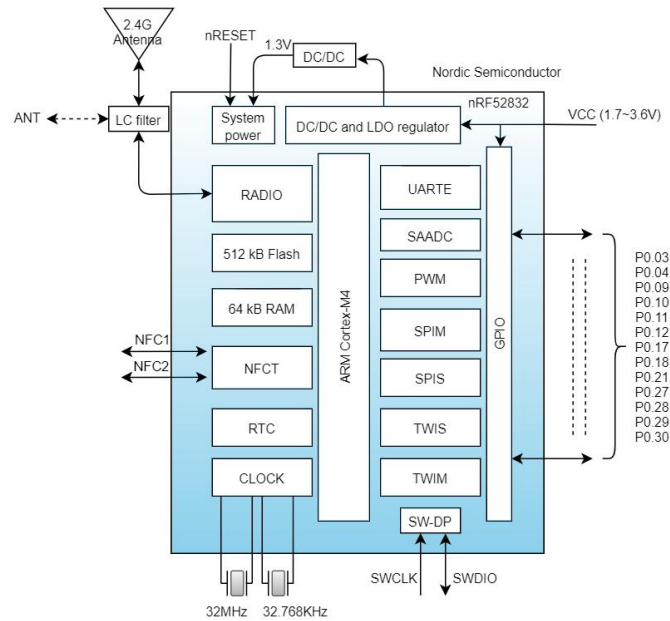 2.4G
Antenna
nRESET
1.3V
DC/DC
Nordic Semiconductor
nRF52832
VCC (1.7~3.6V)
ANT
LC filter
System
power
DC/DC and LDO regulator
RADIO
UARTE
512 kB Flash
SAADC
PWM
64 kB RAM
SPIM
ARM Cortex-M4
GPIO
NFC1
NFC2
NFCT
SPIS
RTC
TWIS
CLOCK
TWIM
SW-DP
P0.03
P0.04
P0.09
P0.10
P0.11
P0.12
P0.17
P0.18
P0.21
P0.27
P0.28
P0.29
P0.30
SWCLK
SWDIO
32MHz
32.768KHz